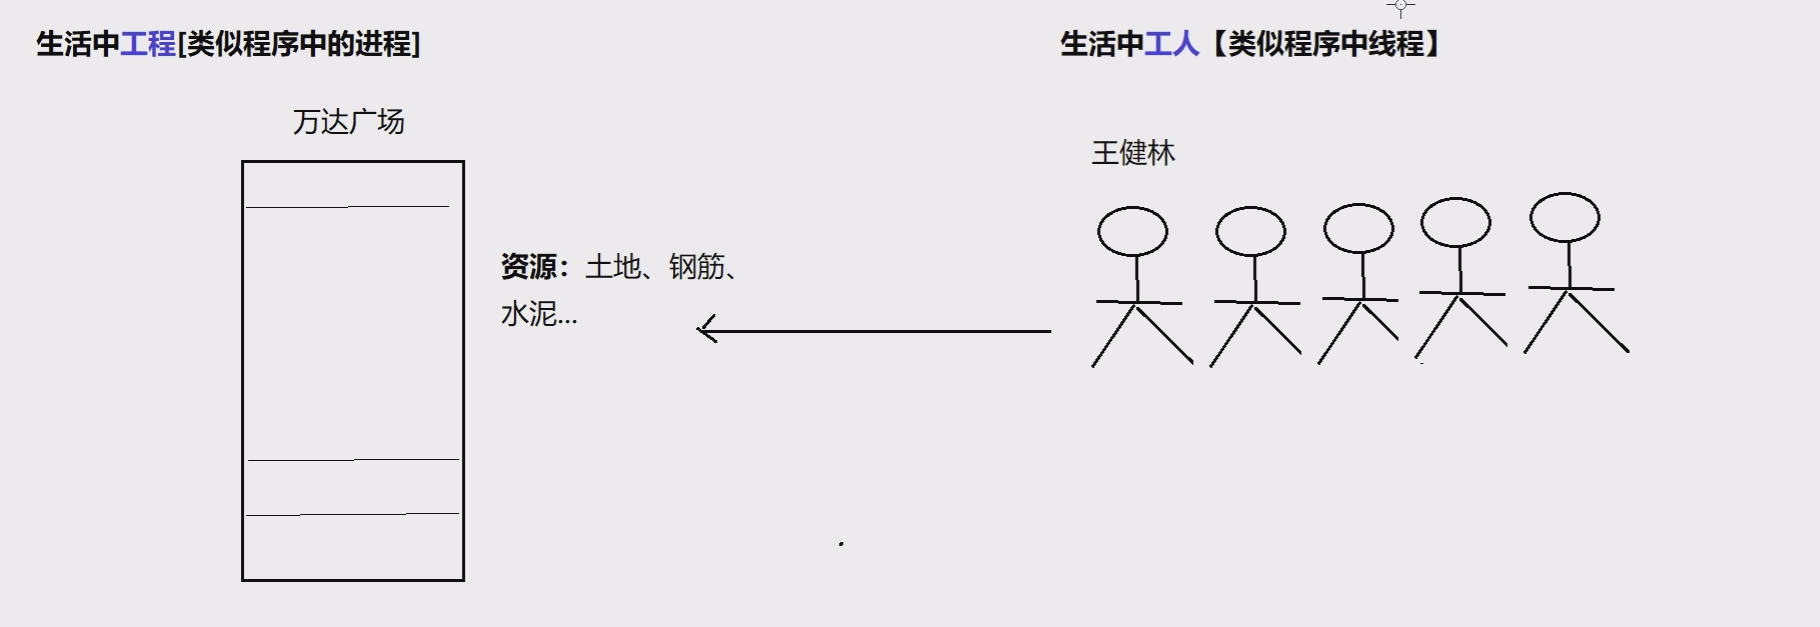 生活中工程[类似程序中的进程]
生活中工人【类似程序中线程】
万达广场
王健林
资源：土地、钢筋、
水泥...